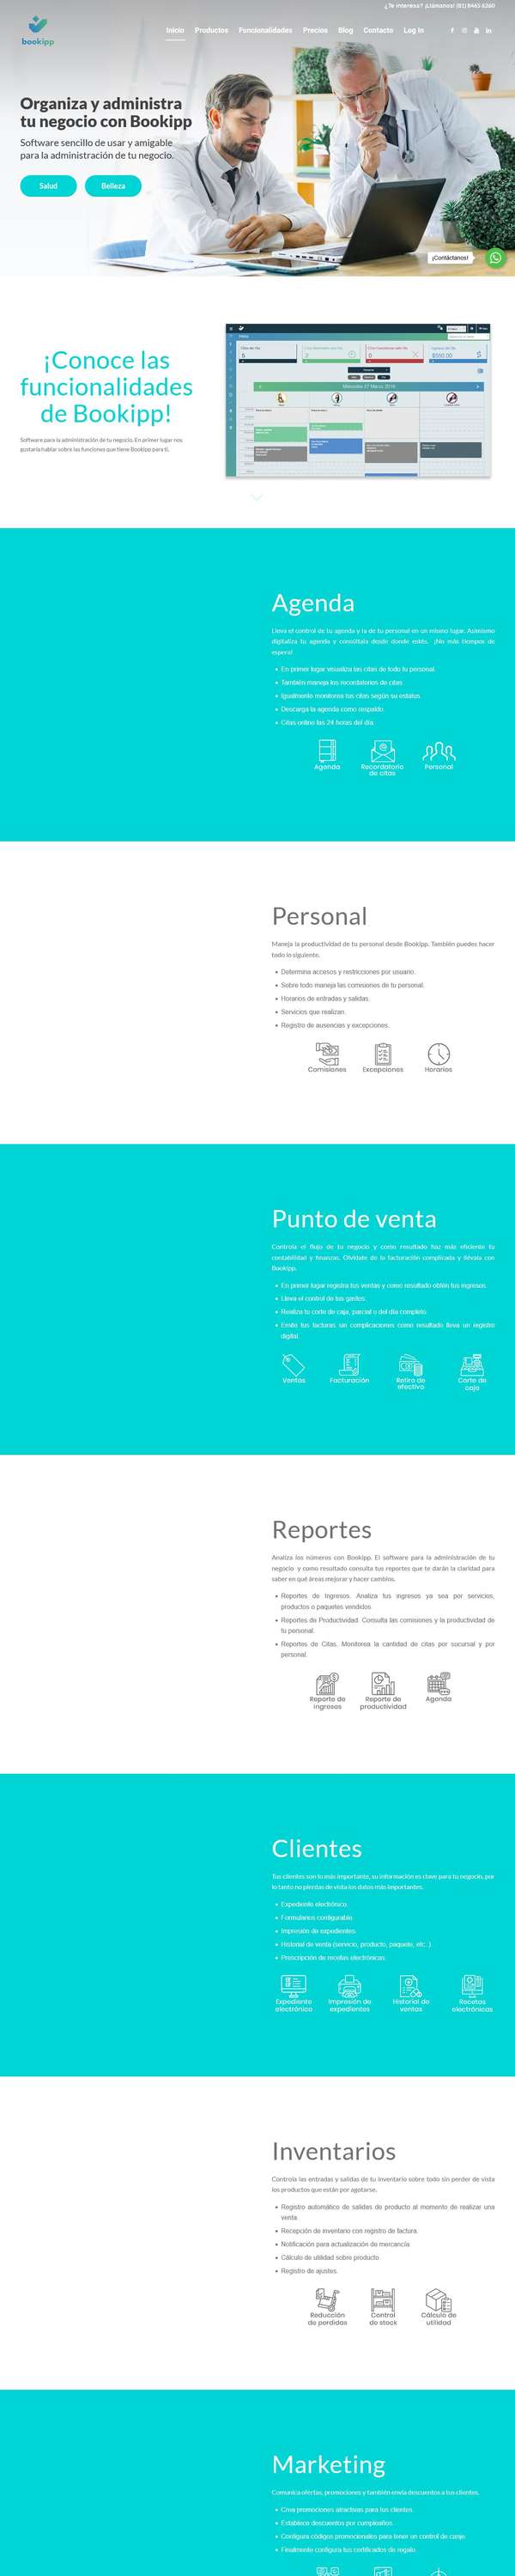 ¿Te interesa? ¡Llámanos! (81) 8465 6260
bookipp
Inicio Productos Funcionalidades Precios Blog Contacto Log In
Organiza y administra
tu negocio con Bookipp
Software sencillo de usar y amigable
para la administración de tu negocio.
Salud Belleza
¡Contáctanos!
¡Conoce las
funcionalidades
de Bookipp!
Software para la administración de tu negocio. En primer lugar nos
gustaría hablar sobre las funciones que tiene Bookipp para ti.
Miércoles 27 Marzo 2019
Agenda
Lleva el control de tu agenda y la de tu personal en un mismo lugar. Asimismo
digitaliza tu agenda y consúltala desde donde estés. ¡No más tiempos de
espera!
En primer lugar visualiza las citas de todo tu personal.
También maneja los recordatorios de citas.
Igualmente monitorea tus citas según su estatus.
Descarga la agenda como respaldo.
Citas online las 24 horas del día.
Agenda Recordatorio Personal
de citas
Personal
Maneja la productividad de tu personal desde Bookipp. También puedes hacer
todo lo siguiente.
Determina accesos y restricciones por usuario.
Sobre todo maneja las comisiones de tu personal.
Horarios de entradas y salidas.
Servicios que realizan.
Registro de ausencias y excepciones.
Comisiones Excepciones Horarios
Punto de venta
Controla el flujo de tu negocio y como resultado haz más eficiente tu
contabilidad y finanzas. Olvídate de la facturación complicada y llévala con
Bookipp.
En primer lugar registra tus ventas y como resultado obtén tus ingresos.
Lleva el control de tus gastos.
Realiza tu corte de caja, parcial o del día completo.
Emite tus facturas sin complicaciones como resultado lleva un registro
digital.
Ventas Facturación Retiro de Corte de
efectivo caja
Reportes
Analiza los números con Bookipp. El software para la administración de tu
negocio y como resultado consulta tus reportes que te darán la claridad para
saber en qué áreas mejorar y hacer cambios.
Reportes de Ingresos. Analiza tus ingresos ya sea por servicios,
productos o paquetes vendidos.
Reportes de Productividad. Consulta las comisiones y la productividad de
tu personal.
Reportes de Citas. Monitorea la cantidad de citas por sucursal y por
personal.
Reporte de Reporte de Agenda
ingresos productividad
Clientes
Tus clientes son lo más importante, su información es clave para tu negocio, por
lo tanto no pierdas de vista los datos más importantes.
Expediente electrónico.
Formularios configurable.
Impresión de expedientes.
Historial de venta (servicio, producto, paquete, etc..)
Prescripción de recetas electrónicas.
Expediente Impresión de Historial de Recetas
electrónico expedientes ventas electrónicas
Inventarios
Controla las entradas y salidas de tu inventario sobre todo sin perder de vista
los productos que están por agotarse.
Registro automático de salidas de producto al momento de realizar una
venta.
Recepción de inventario con registro de factura.
Notificación para actualización de mercancía.
Cálculo de utilidad sobre producto.
Registro de ajustes.
Reducción Control Cálculo de
de perdidas de stock utilidad
Marketing
Comunica ofertas, promociones y también envía descuentos a tus clientes.
Crea promociones atractivas para tus clientes.
Establece descuentos por cumpleaños.
Configura códigos promocionales para tener un control de canje.
Finalmente configura tus certificados de regalo.